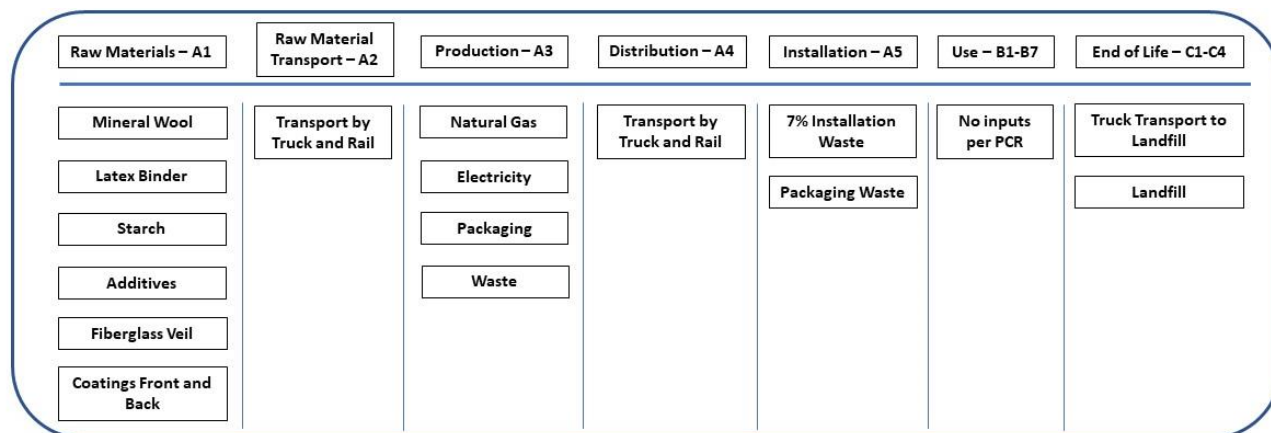 Raw Materials – A1
Raw Material
Transport – A2
Production – A3
Distribution – A4
Installation – A5
Use – B1-B7
End of Life – C1-C4
Mineral Wool
Latex Binder
Starch
Additives
Fiberglass Veil
Coatings Front and
Back
Transport by
Truck and Rail
Natural Gas
Electricity
Packaging
Waste
Transport by
Truck and Rail
7% Installation
Waste
Packaging Waste
No inputs
per PCR
Truck Transport to
Landfill
Landfill